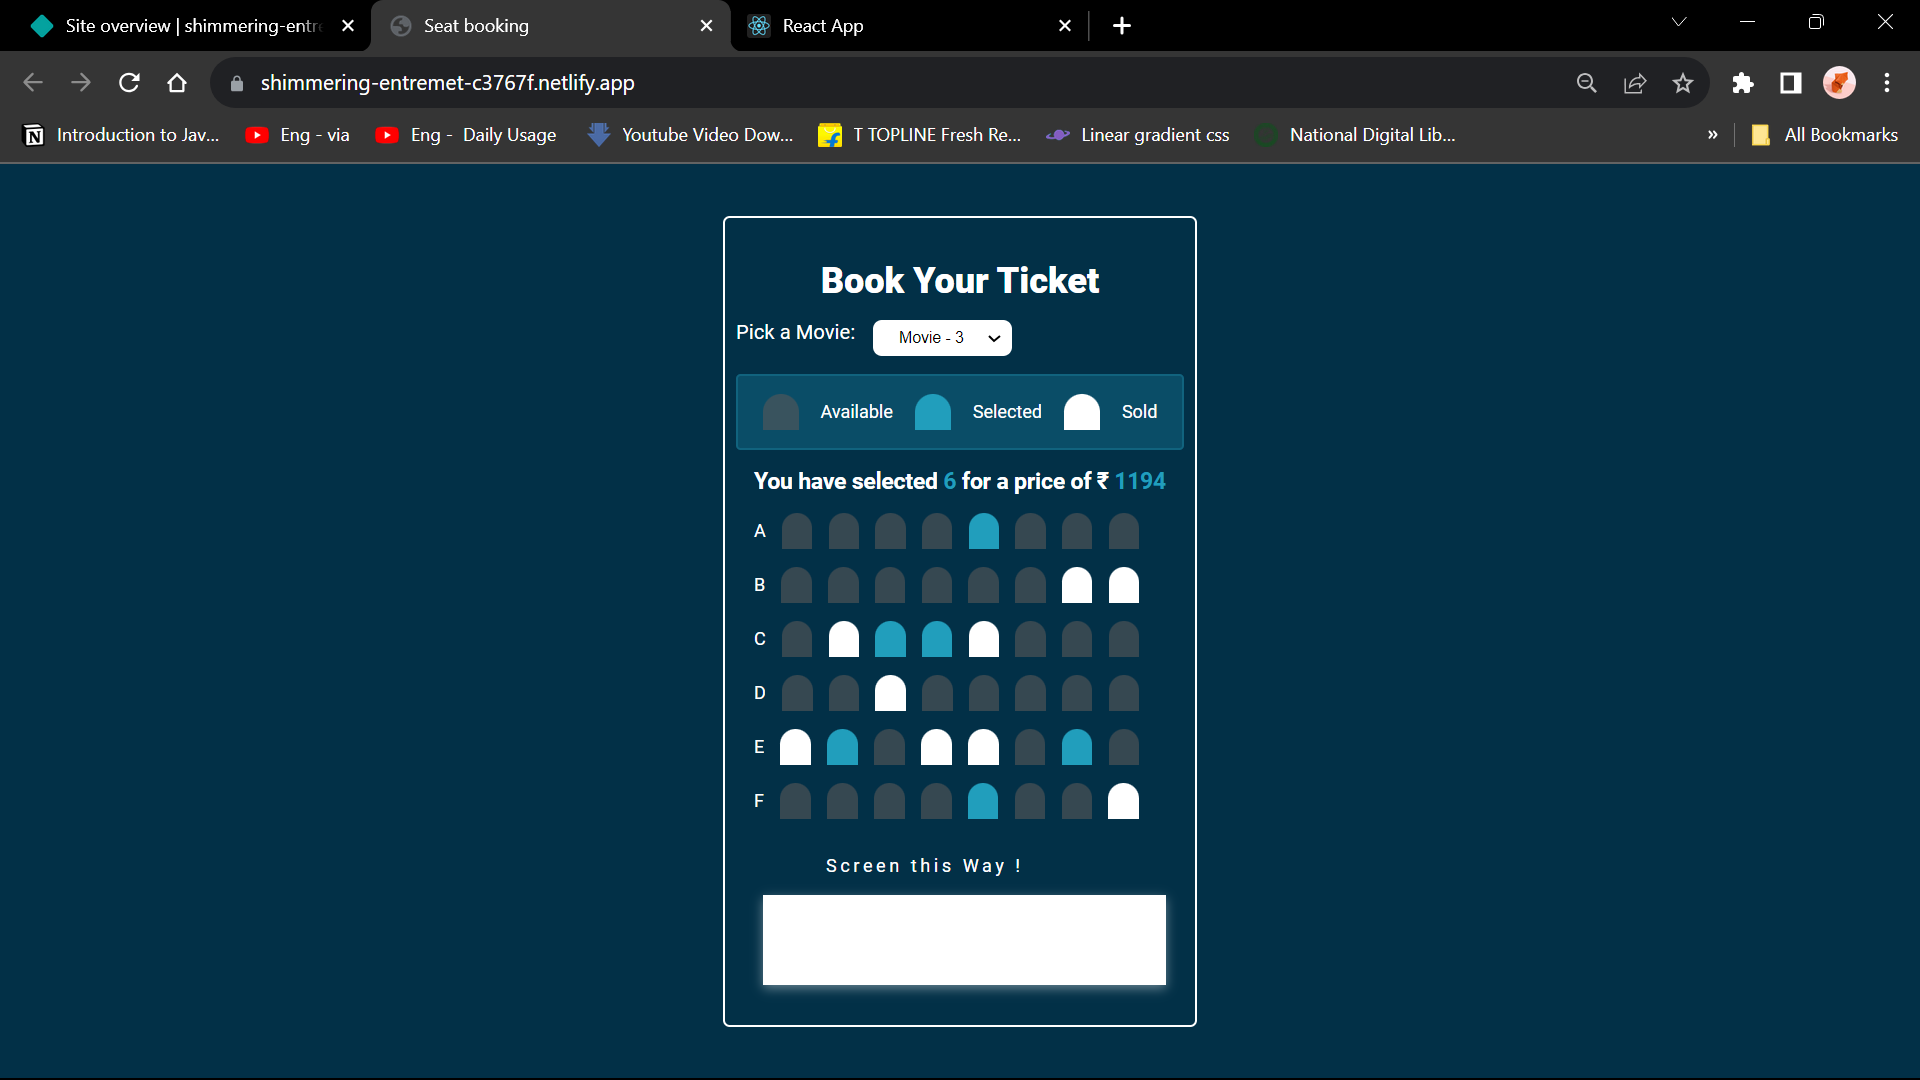 Site overview | shimmering-entre
Seat booking
React App
shimmering-entremet-c3767f.netlify.app
Introduction to Jav...
Eng - via
Eng - Daily Usage
Youtube Video Dow...
T TOPLINE Fresh Re...
Linear gradient css
National Digital Lib...
»
All Bookmarks
Book Your Ticket
Pick a Movie: Movie - 3
Available Selected Sold
You have selected 6 for a price of ₹ 1194
A
B
C
D
E
F
Screen this Way !